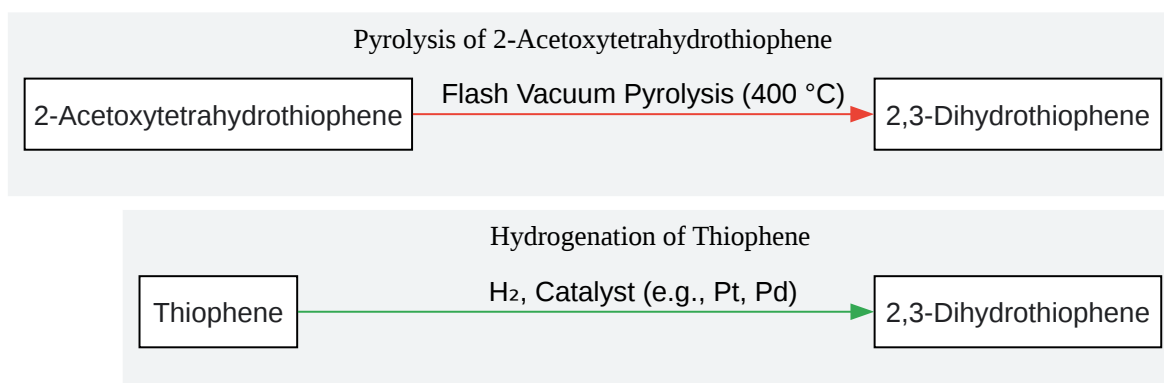 Pyrolysis of 2-Acetoxytetrahydrothiophene
2-Acetoxytetrahydrothiophene
Flash Vacuum Pyrolysis (400 °C)
2,3-Dihydrothiophene
Hydrogenation of Thiophene
Thiophene
H₂, Catalyst (e.g., Pt, Pd)
2,3-Dihydrothiophene